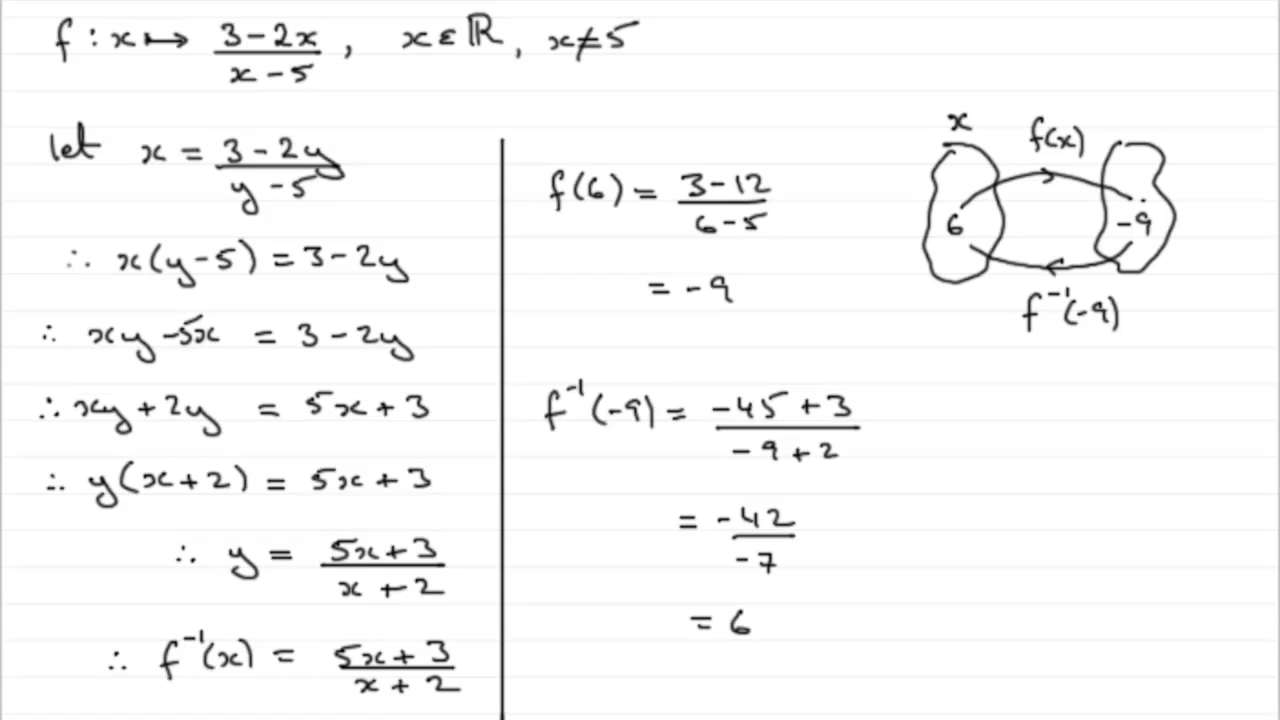 f : x ↦ (3 − 2x)/(x − 5), x ∈ ℝ, x ≠ 5
let x = (3 − 2y)/(y − 5)
∴ x(y − 5) = 3 − 2y
∴ xy − 5x = 3 − 2y
∴ xy + 2y = 5x + 3
∴ y(x + 2) = 5x + 3
∴ y = (5x + 3)/(x + 2)
∴ f⁻¹(x) = (5x + 3)/(x + 2)
f(6) = (3 − 12)/(6 − 5)
= −9
f⁻¹(−9) = (−45 + 3)/(−9 + 2)
= −42/−7
= 6
x f(x)
6 −9
f⁻¹(−9)